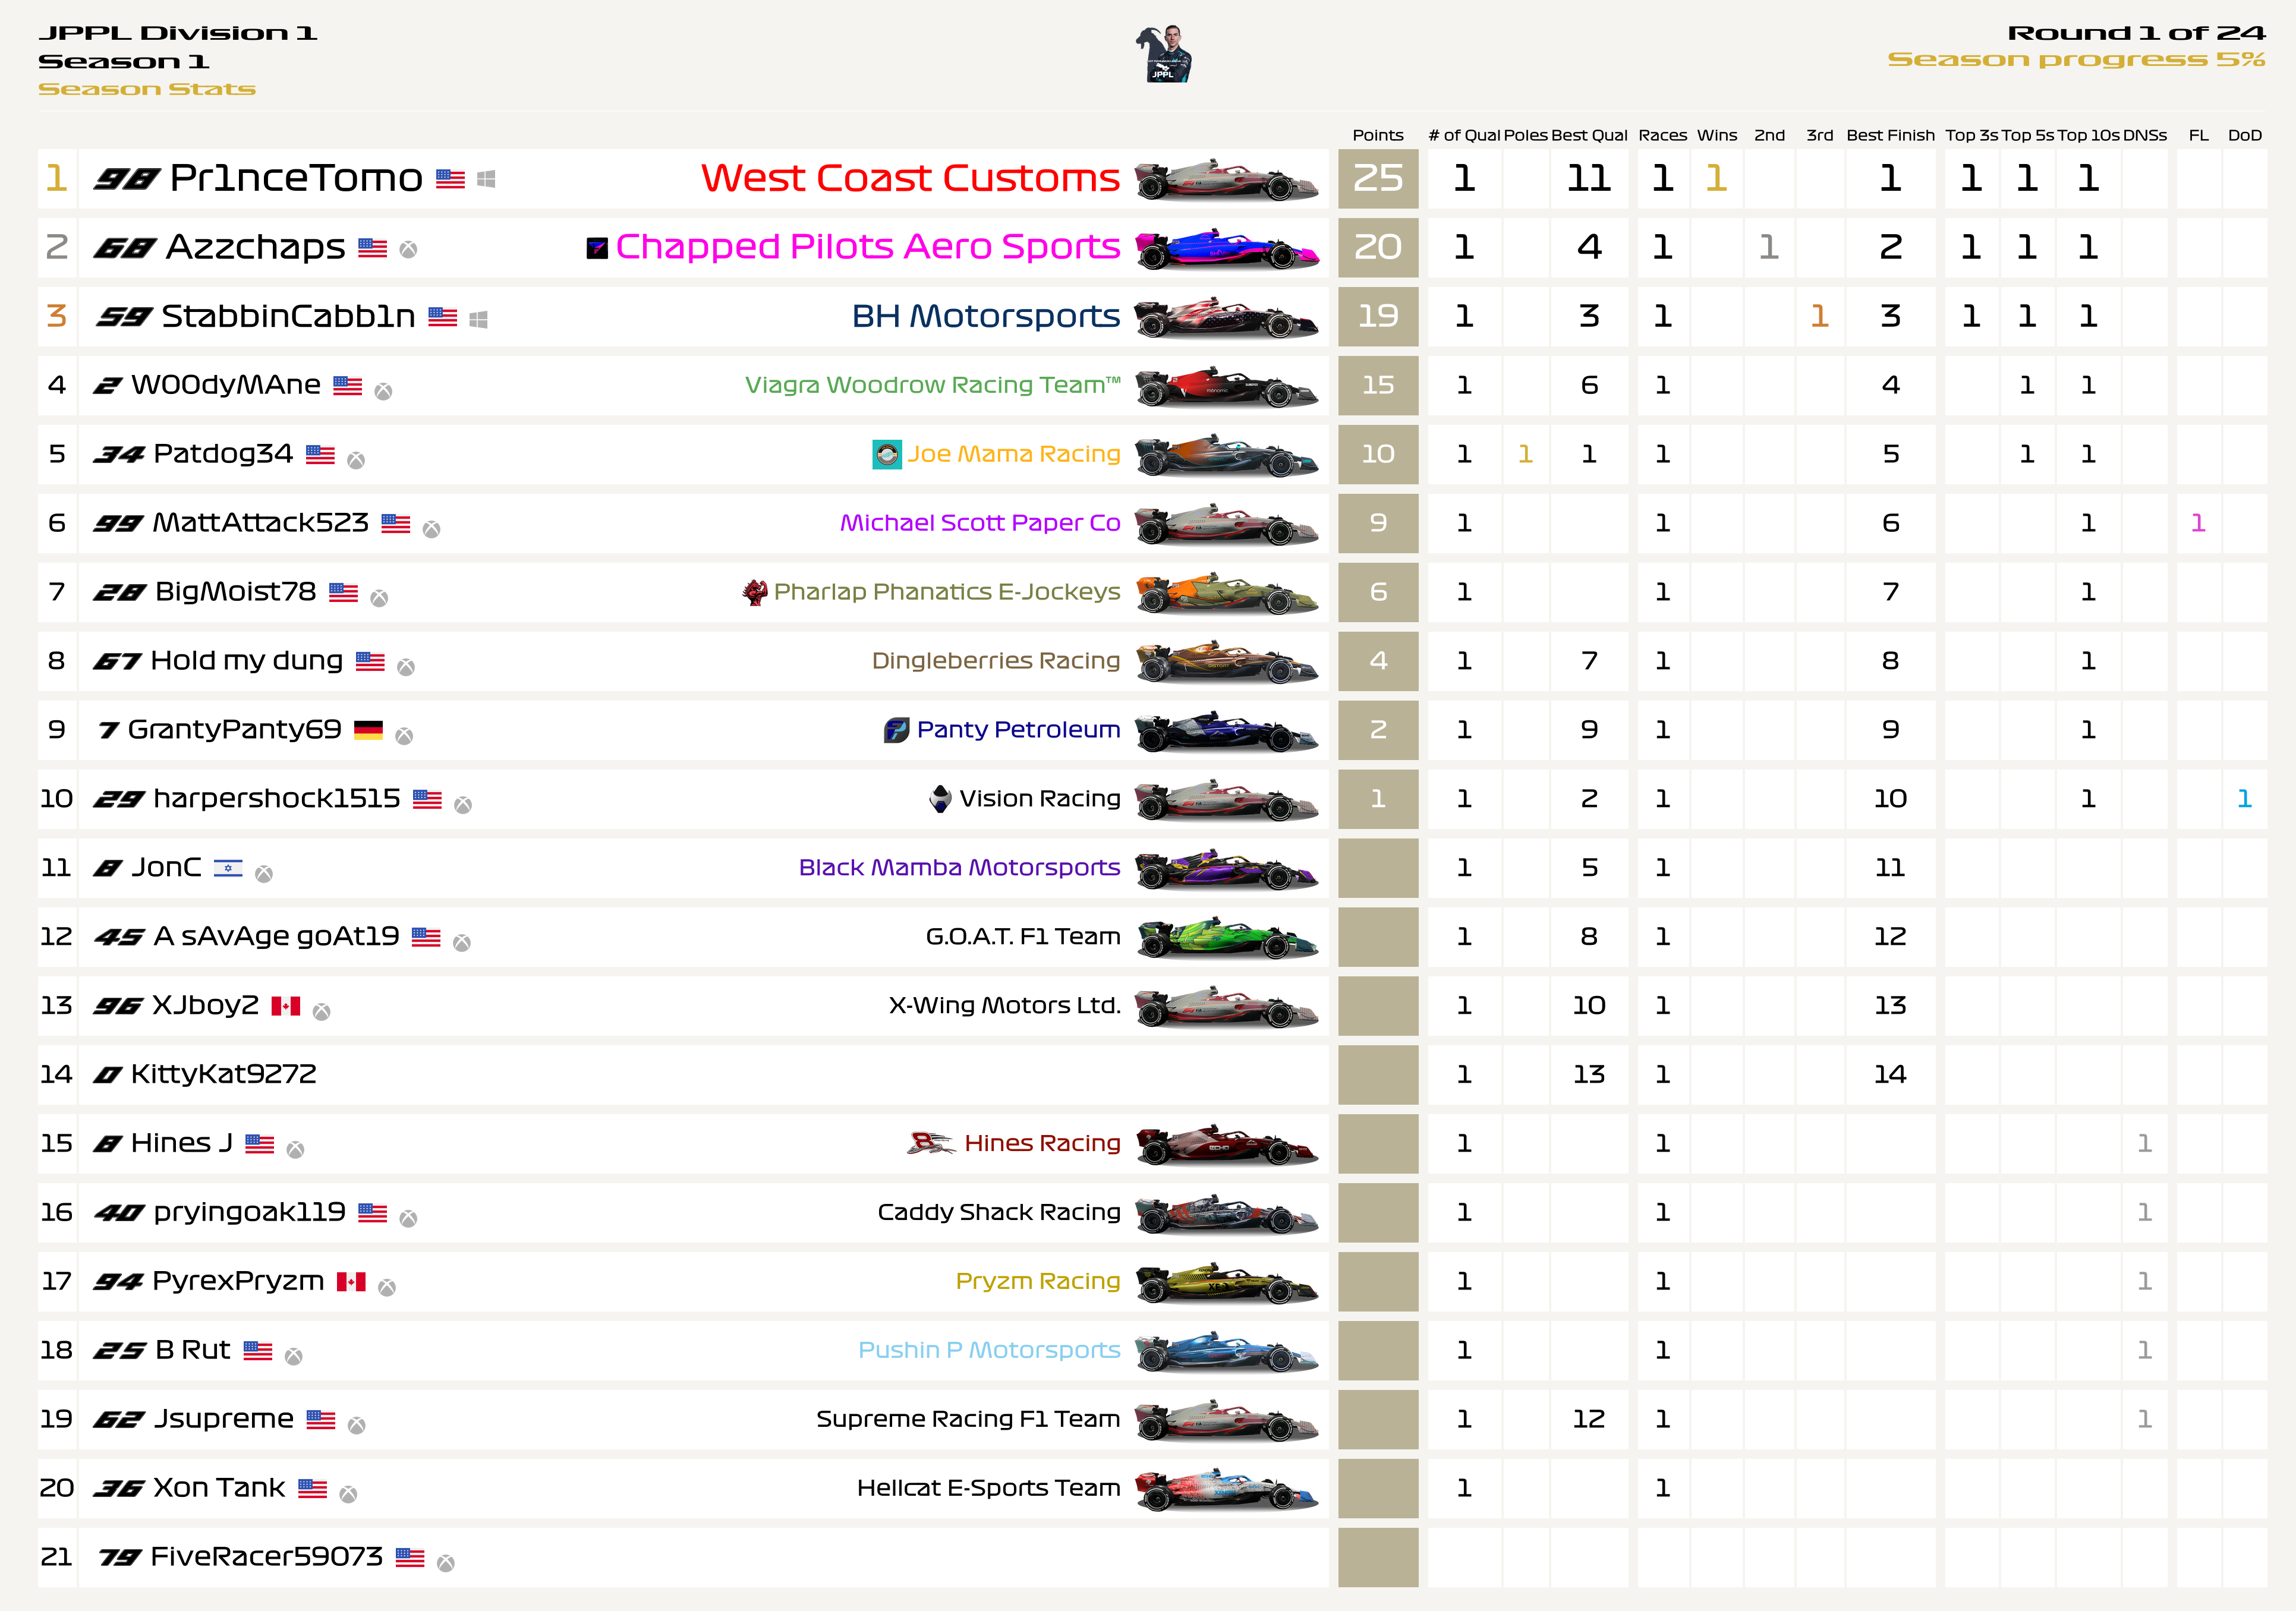 JPPL Division 1
Season 1
Season Stats
JPPL
Round 1 of 24
Season progress 5%
Points # of Qual Poles Best Qual Races Wins 2nd 3rd Best Finish Top 3s Top 5s Top 10s DNSs FL DoD
1 98 Pr1nceTomo West Coast Customs 25 1 11 1 1 1 1 1 1
2 68 Azzchaps Chapped Pilots Aero Sports 20 1 4 1 1 2 1 1 1
3 59 StabbinCabb1n BH Motorsports 19 1 3 1 1 3 1 1 1
4 2 W00dyMAne Viagra Woodrow Racing Team™ 15 1 6 1 4 1 1
5 34 Patdog34 Joe Mama Racing 10 1 1 1 1 5 1 1
6 99 MattAttack523 Michael Scott Paper Co 9 1 1 6 1 1
7 28 BigMoist78 Pharlap Phanatics E-Jockeys 6 1 1 7 1
8 67 Hold my dung Dingleberries Racing 4 1 7 1 8 1
9 7 GrantyPanty69 Panty Petroleum 2 1 9 1 9 1
10 29 harpershock1515 Vision Racing 1 1 2 1 10 1 1
11 8 JonC Black Mamba Motorsports 1 5 1 11
12 45 A sAvAge goAt19 G.O.A.T. F1 Team 1 8 1 12
13 96 XJboy2 X-Wing Motors Ltd. 1 10 1 13
14 0 KittyKat9272 1 13 1 14
15 8 Hines J Hines Racing 1 1 1
16 40 pryingoak119 Caddy Shack Racing 1 1 1
17 94 PyrexPryzm Pryzm Racing 1 1 1
18 25 B Rut Pushin P Motorsports 1 1 1
19 62 Jsupreme Supreme Racing F1 Team 1 12 1 1
20 36 Xon Tank Hellcat E-Sports Team 1 1
21 79 FiveRacer59073